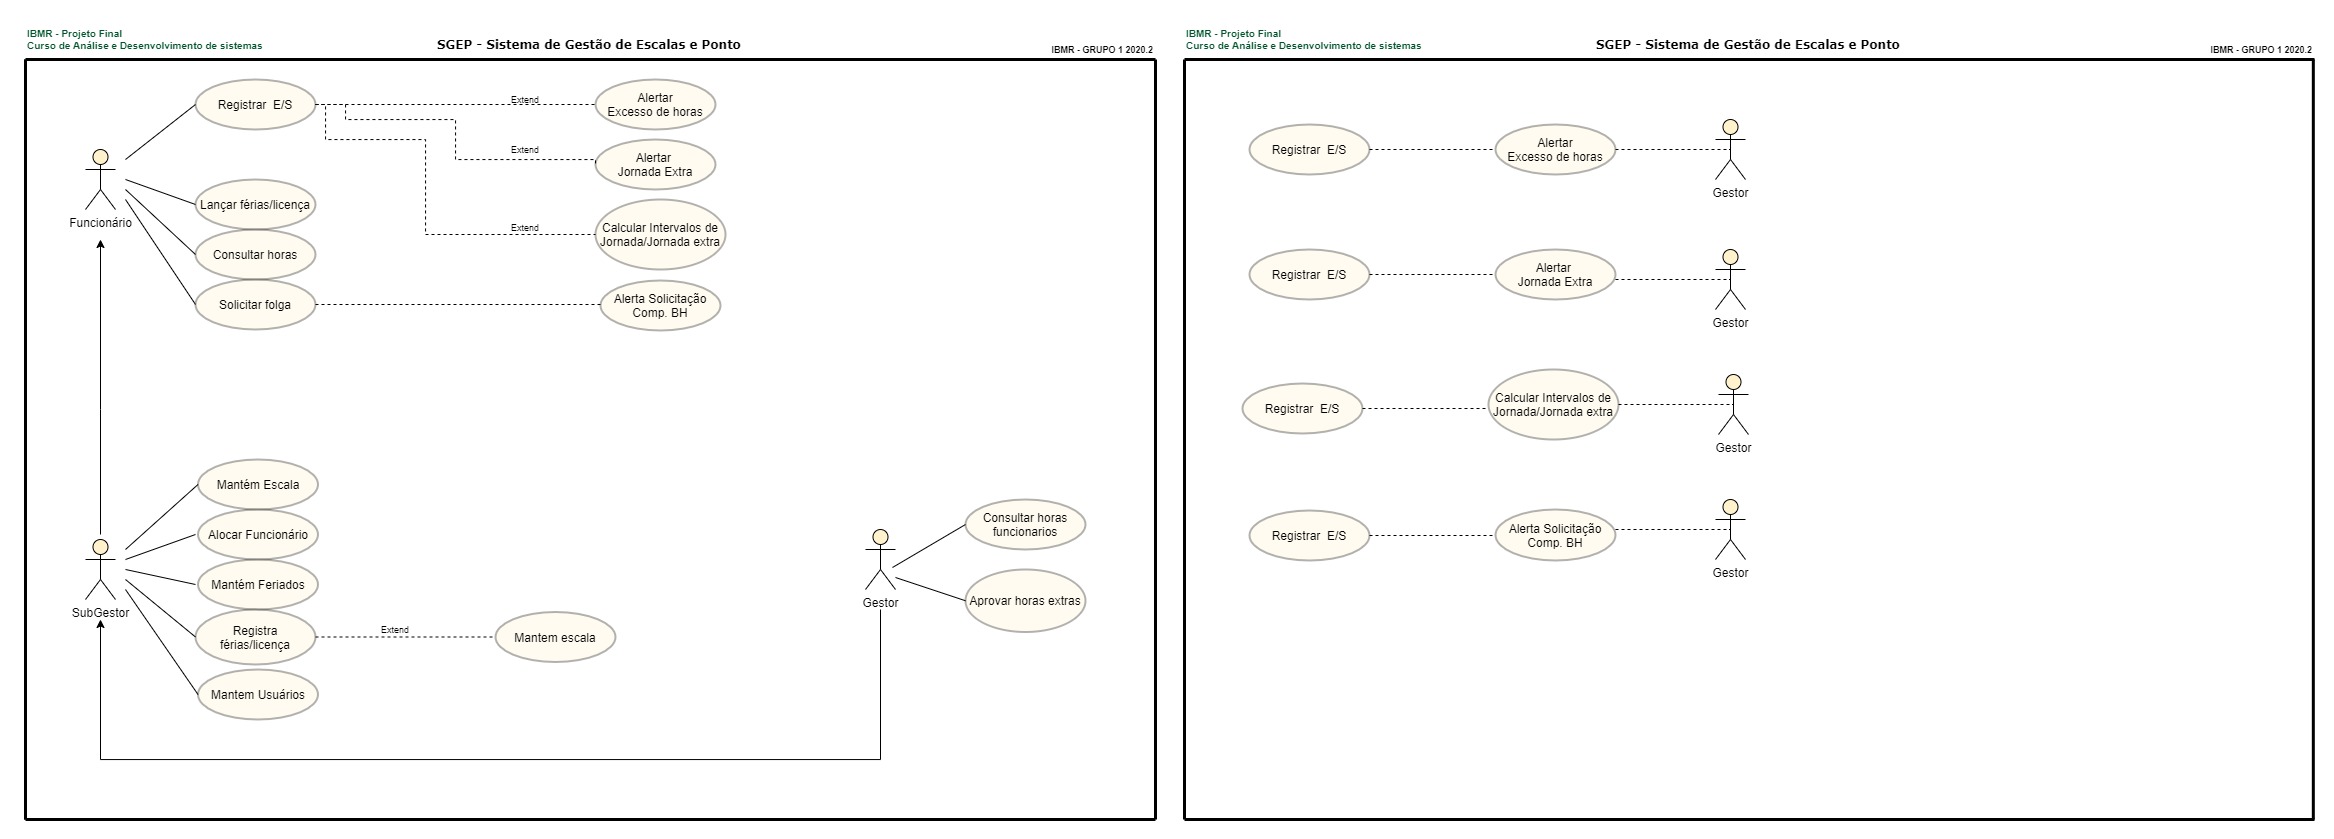 IBMR - Projeto Final
Curso de Análise e Desenvolvimento de sistemas
SGEP - Sistema de Gestão de Escalas e Ponto
IBMR - GRUPO 1 2020.2
Registrar E/S
Extend
Alertar
Excesso de horas
Extend
Alertar
Jornada Extra
Funcionário
Lançar férias/licença
Extend
Calcular Intervalos de
Jornada/Jornada extra
Consultar horas
Solicitar folga
Alerta Solicitação
Comp. BH
Mantém Escala
Alocar Funcionário
Mantém Feriados
SubGestor
Registra
férias/licença
Extend
Mantem escala
Mantem Usuários
Gestor
Consultar horas
funcionarios
Aprovar horas extras
IBMR - Projeto Final
Curso de Análise e Desenvolvimento de sistemas
SGEP - Sistema de Gestão de Escalas e Ponto
IBMR - GRUPO 1 2020.2
Registrar E/S
Alertar
Excesso de horas
Gestor
Registrar E/S
Alertar
Jornada Extra
Gestor
Registrar E/S
Calcular Intervalos de
Jornada/Jornada extra
Gestor
Registrar E/S
Alerta Solicitação
Comp. BH
Gestor